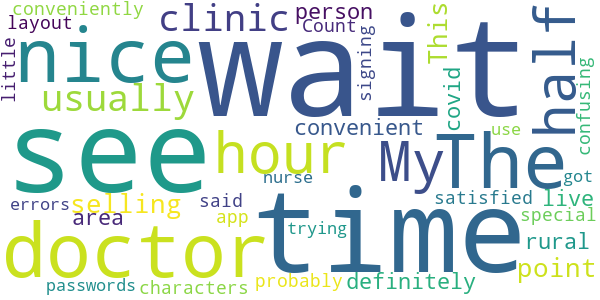 conveniently
layout
clinic
person
Count
This
nice
wait
half
little
usually
signing
covid
confusing
convenient
see
hour
My
The
use
nurse
satisfied
got
errors
selling
said
live
special
area
app
time
trying
doctor
rural
point
passwords
characters
probably
definitely